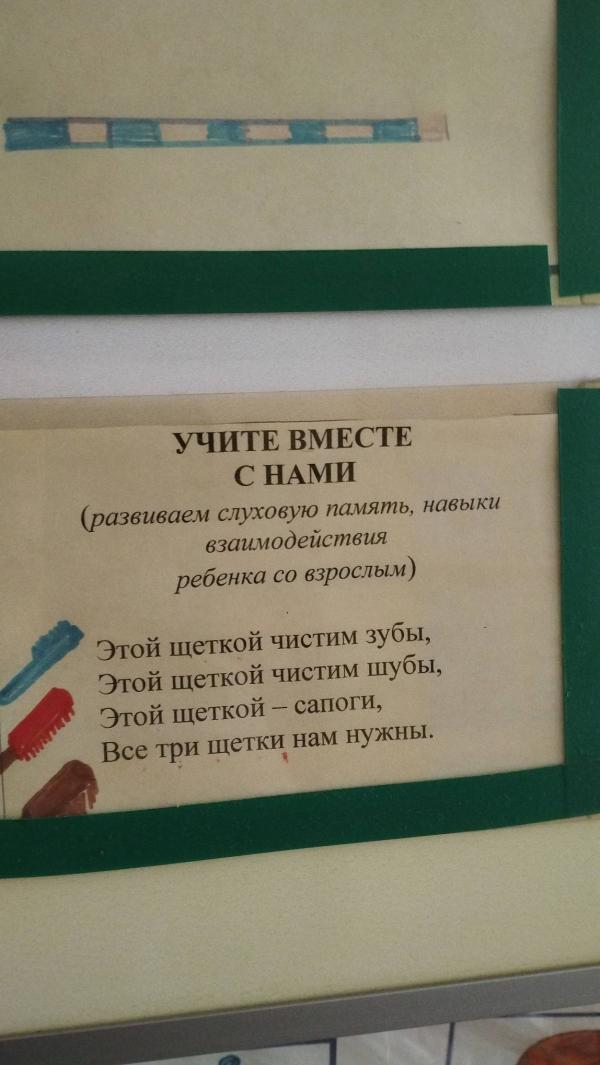 УЧИТЕ ВМЕСТЕ
С НАМИ
(развиваем слуховую память, навыки
взаимодействия
ребенка со взрослым)
Этой щеткой чистим зубы,
Этой щеткой чистим шубы,
Этой щеткой – сапоги,
Все три щетки нам нужны.